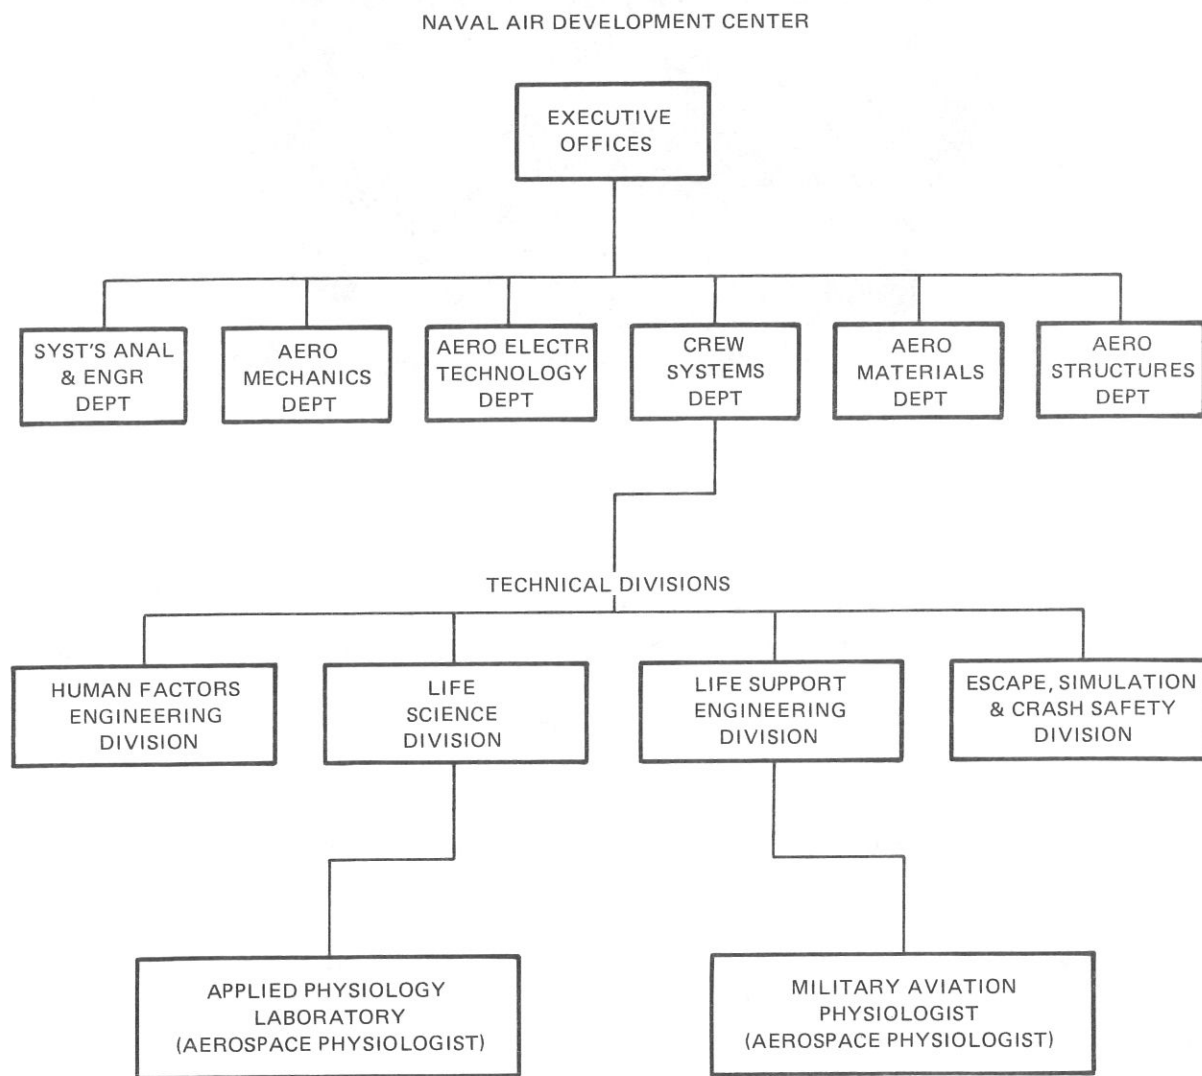 NAVAL AIR DEVELOPMENT CENTER
EXECUTIVE
OFFICES
SYST'S ANAL
& ENGR
DEPT
AERO
MECHANICS
DEPT
AERO ELECTR
TECHNOLOGY
DEPT
CREW
SYSTEMS
DEPT
AERO
MATERIALS
DEPT
AERO
STRUCTURES
DEPT
TECHNICAL DIVISIONS
HUMAN FACTORS
ENGINEERING
DIVISION
LIFE
SCIENCE
DIVISION
LIFE SUPPORT
ENGINEERING
DIVISION
ESCAPE, SIMULATION
& CRASH SAFETY
DIVISION
APPLIED PHYSIOLOGY
LABORATORY
(AEROSPACE PHYSIOLOGIST)
MILITARY AVIATION
PHYSIOLOGIST
(AEROSPACE PHYSIOLOGIST)